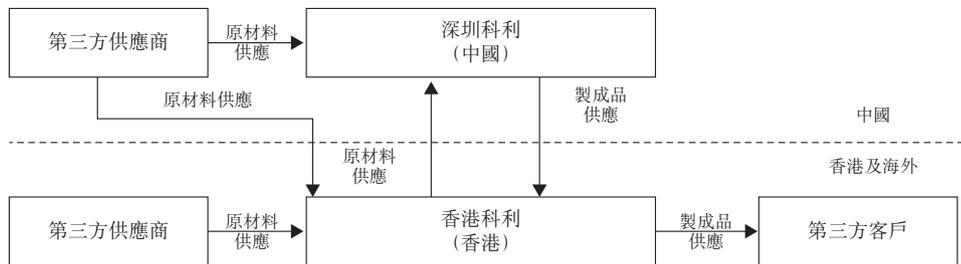 第三方供應商
原材料
供應
深圳科利
(中國)
原材料供應
製成品
供應
中國
原材料
供應
香港及海外
第三方供應商
原材料
供應
香港科利
(香港)
製成品
供應
第三方客戶